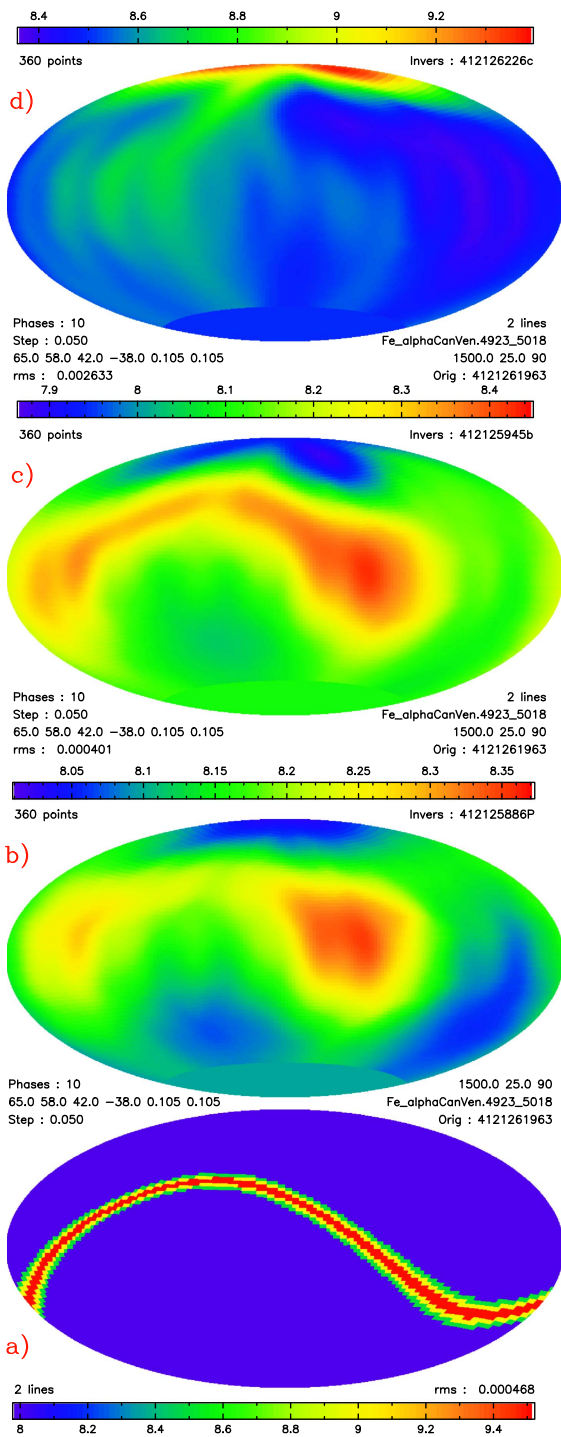 8.4 8.6 8.8 9 9.2
360 points Invers : 412126226c
d)
Phases : 10 2 lines
Step : 0.050 Fe_alphaCanVen.4923_5018
65.0 58.0 42.0 −38.0 0.105 0.105 1500.0 25.0 90
rms : 0.002633 Orig : 4121261963
7.9 8 8.1 8.2 8.3 8.4
360 points Invers : 412125945b
c)
Phases : 10 2 lines
Step : 0.050 Fe_alphaCanVen.4923_5018
65.0 58.0 42.0 −38.0 0.105 0.105 1500.0 25.0 90
rms : 0.000401 Orig : 4121261963
8.05 8.1 8.15 8.2 8.25 8.3 8.35
360 points Invers : 412125886P
b)
Phases : 10 1500.0 25.0 90
65.0 58.0 42.0 −38.0 0.105 0.105 Fe_alphaCanVen.4923_5018
Step : 0.050 Orig : 4121261963
a)
2 lines rms : 0.000468
8 8.2 8.4 8.6 8.8 9 9.2 9.4